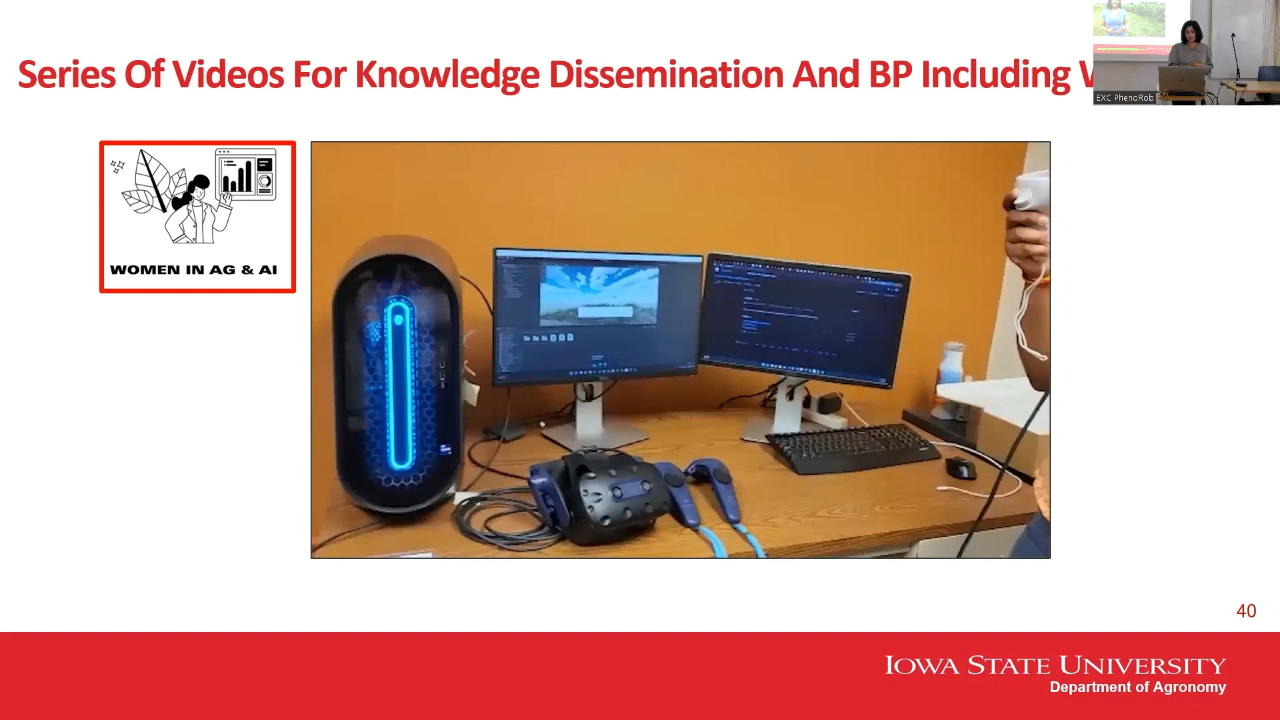 Series Of Videos For Knowledge Dissemination And BP Including
EXC PhenoRob
WOMEN IN AG & AI
40
IOWA STATE UNIVERSITY
Department of Agronomy